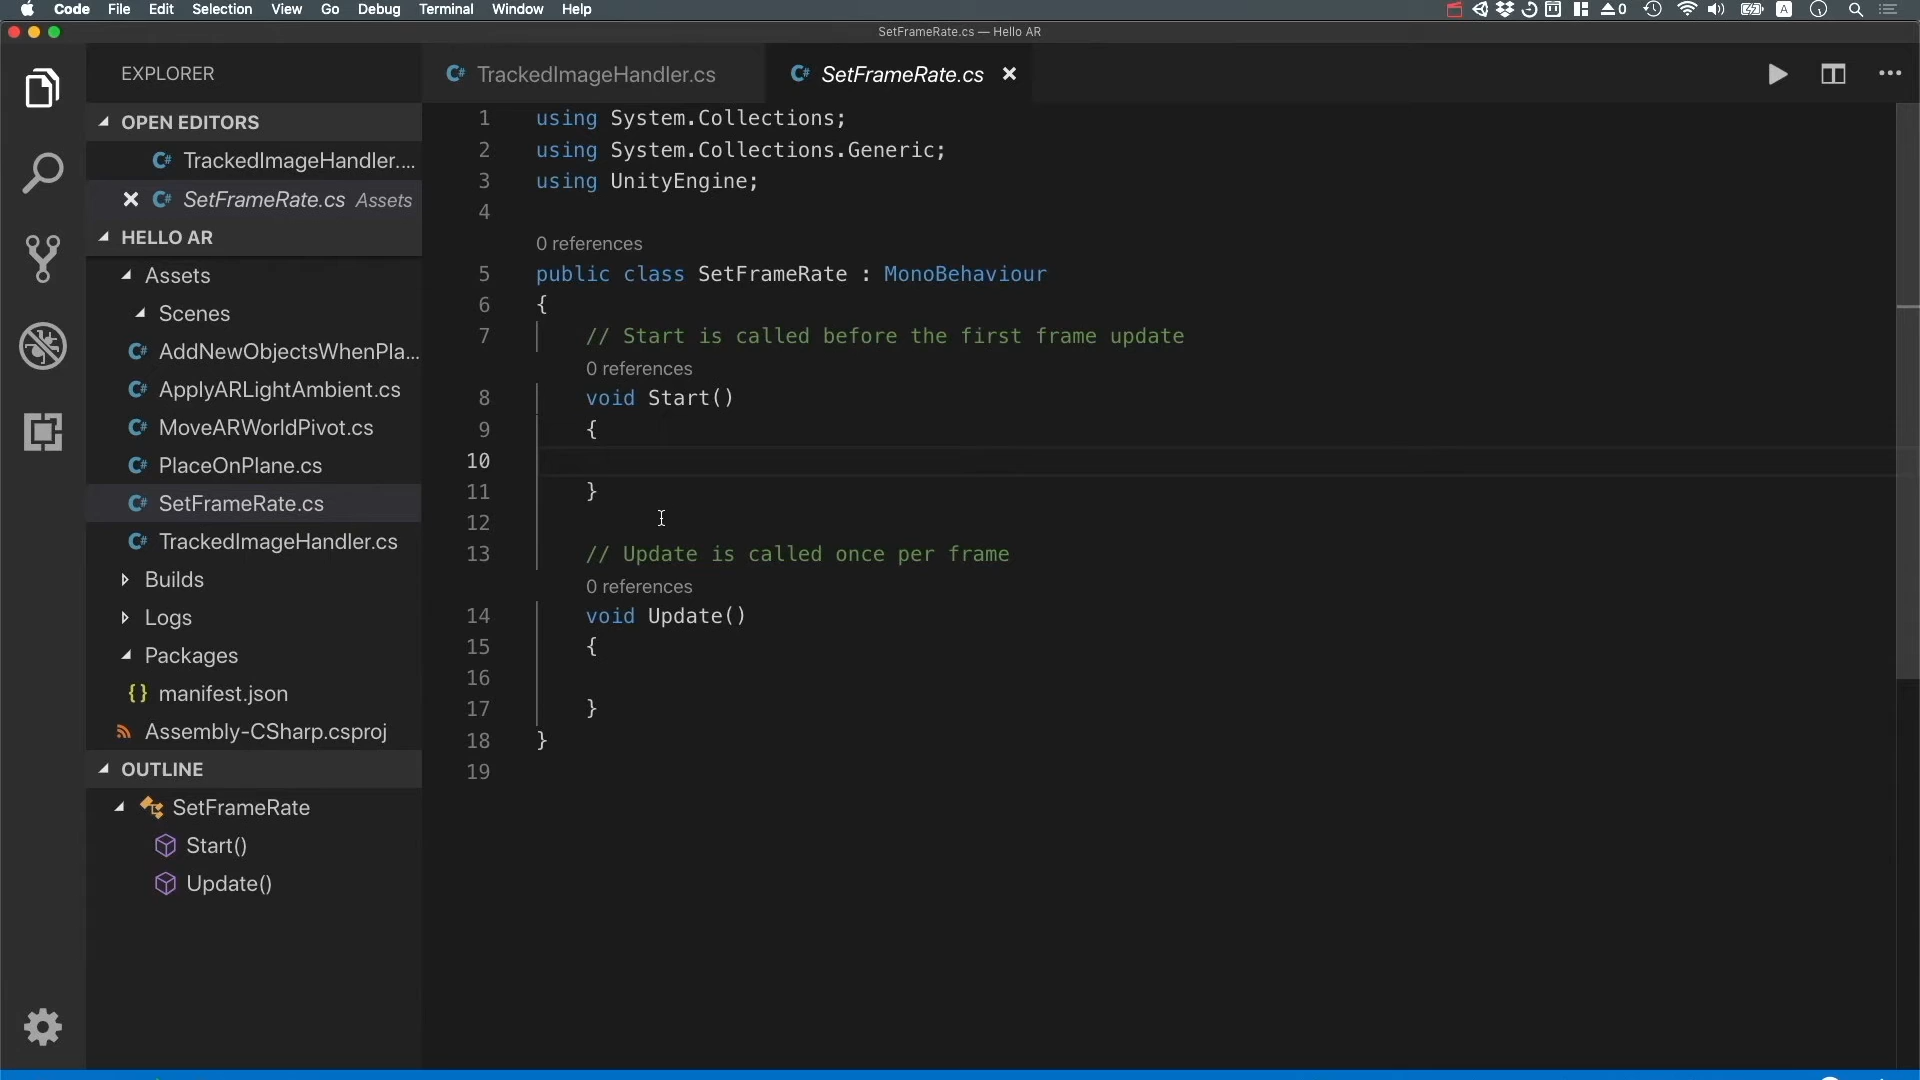 Code File Edit Selection View Go Debug Terminal Window Help
0
A
SetFrameRate.cs — Hello AR
EXPLORER
OPEN EDITORS
TrackedImageHandler....
SetFrameRate.cs Assets
HELLO AR
Assets
Scenes
AddNewObjectsWhenPla...
ApplyARLightAmbient.cs
MoveARWorldPivot.cs
PlaceOnPlane.cs
SetFrameRate.cs
TrackedImageHandler.cs
Builds
Logs
Packages
{} manifest.json
Assembly-CSharp.csproj
OUTLINE
SetFrameRate
Start()
Update()
TrackedImageHandler.cs
SetFrameRate.cs
1 using System.Collections;
2 using System.Collections.Generic;
3 using UnityEngine;
4
0 references
5 public class SetFrameRate : MonoBehaviour
6 {
7 // Start is called before the first frame update
0 references
8 void Start()
9 {
10
11 }
12
13 // Update is called once per frame
0 references
14 void Update()
15 {
16
17 }
18 }
19